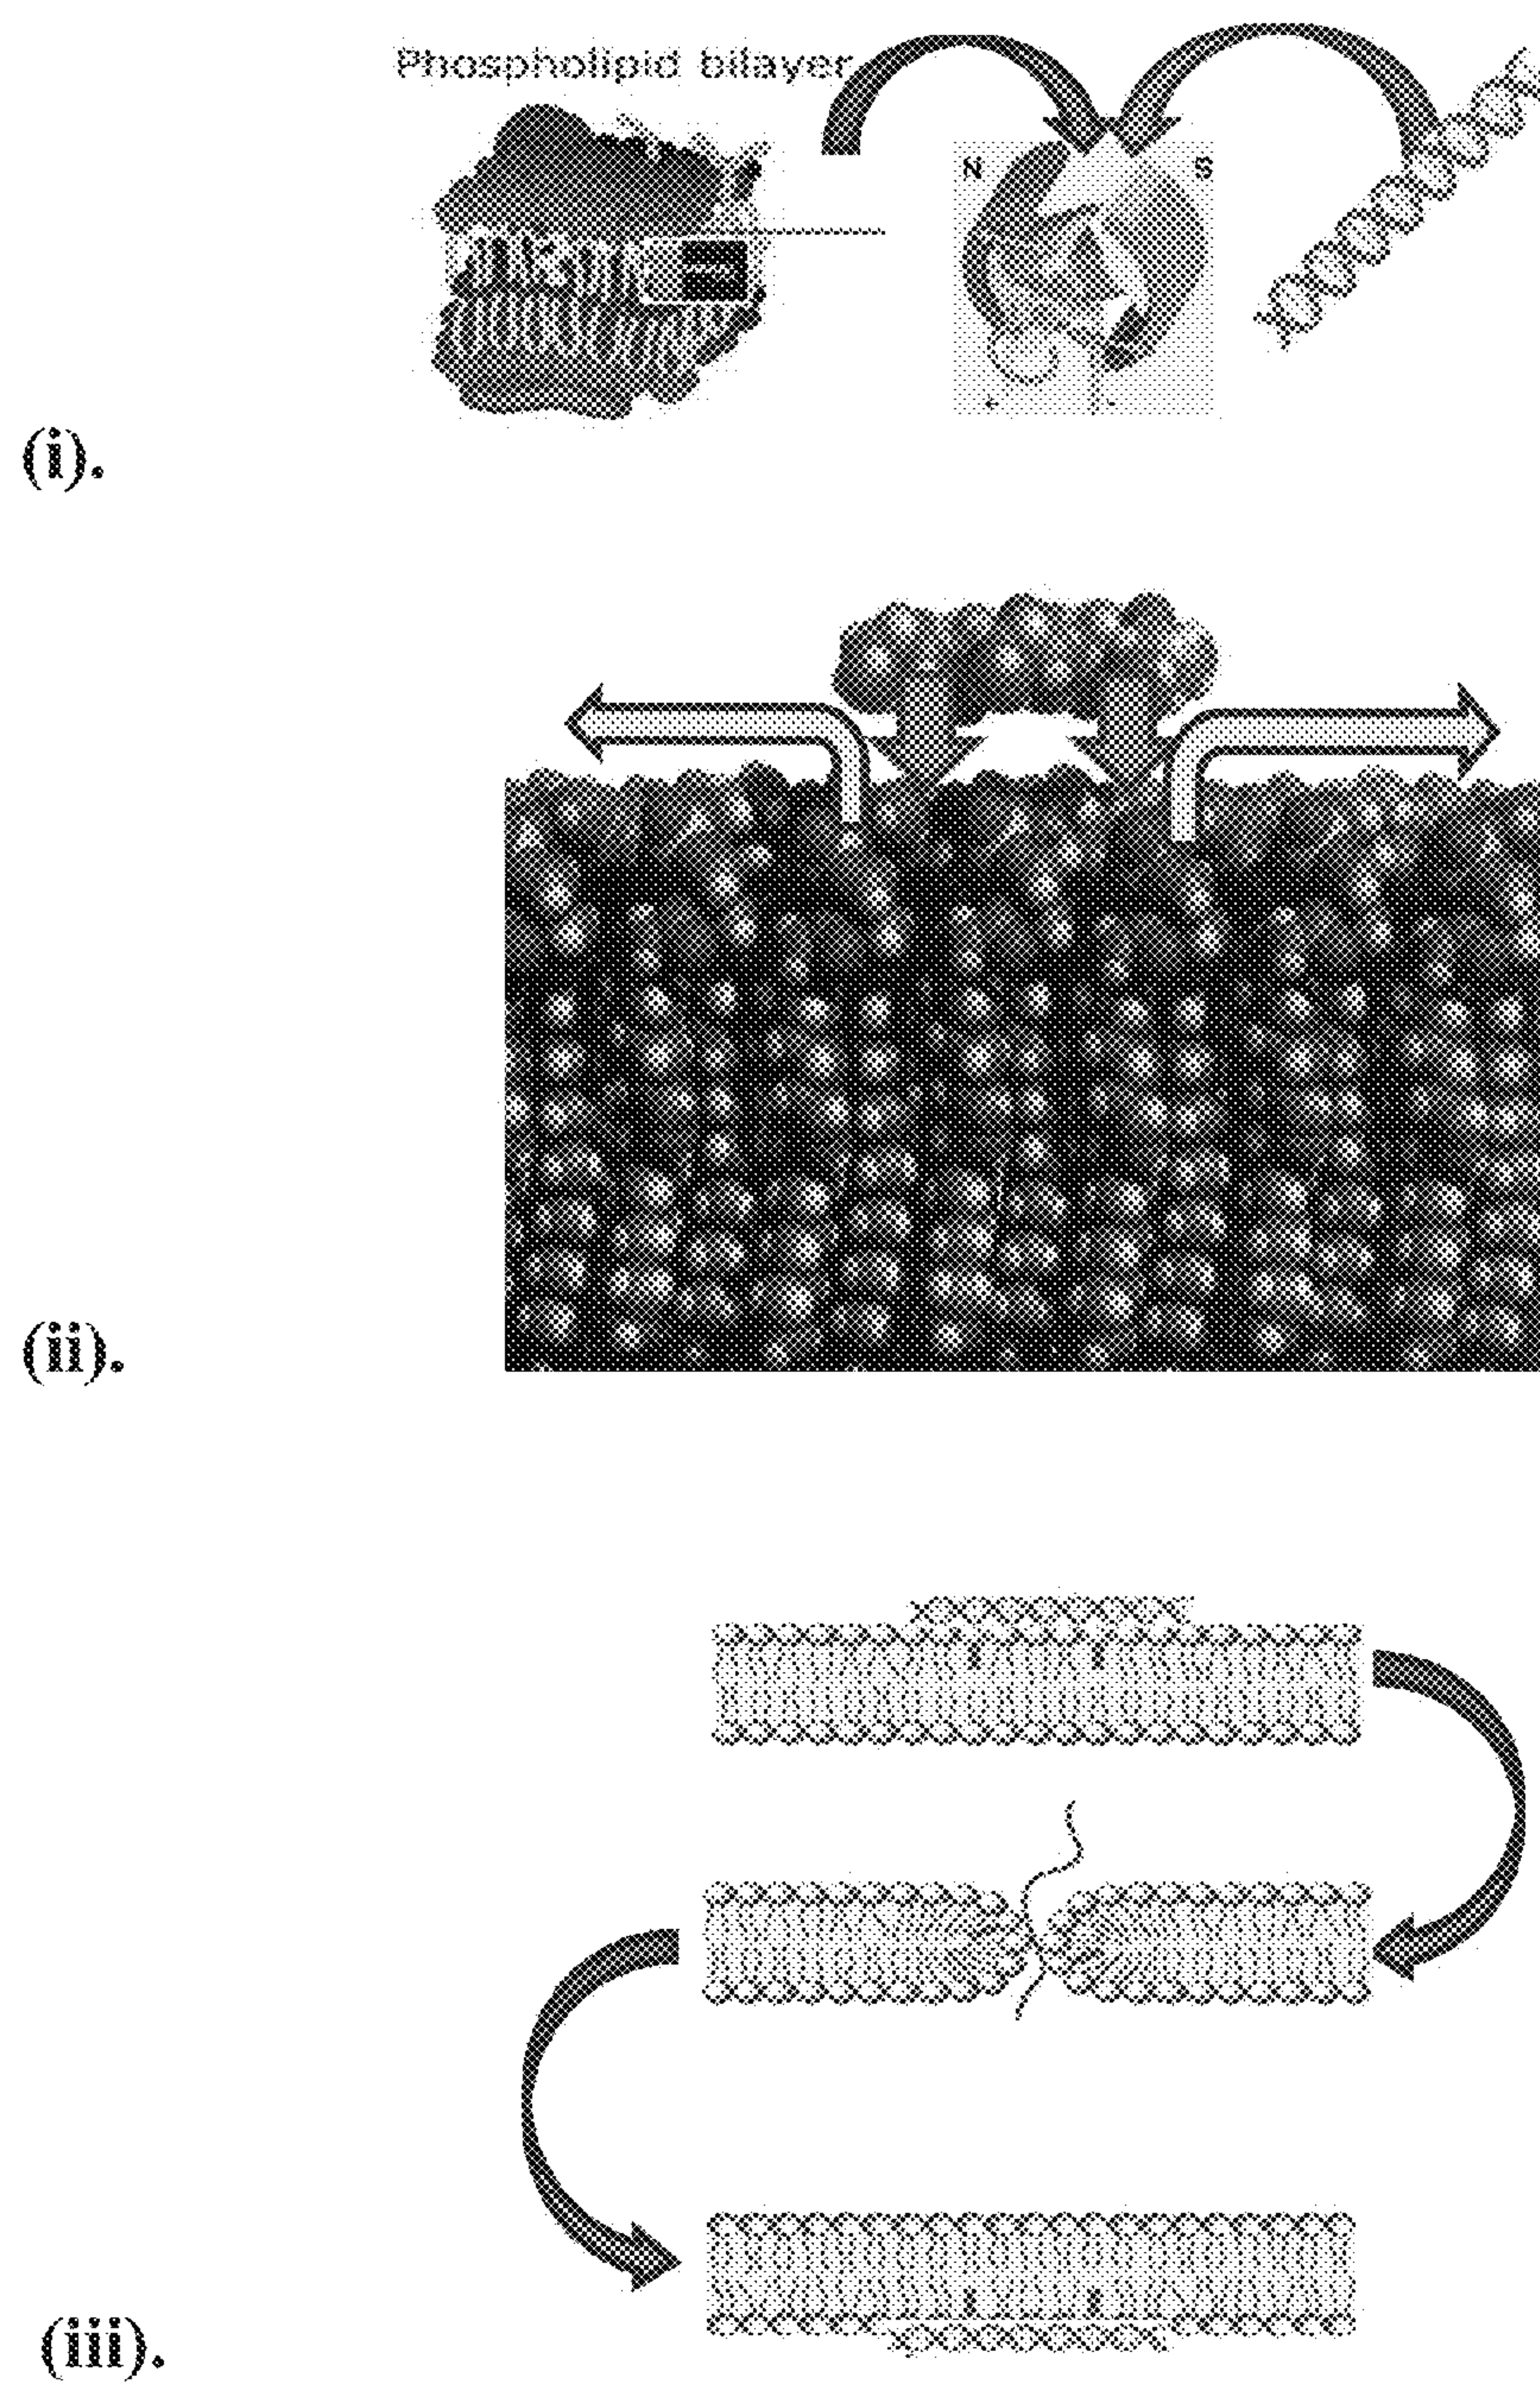 Phospholipid bilayer
N S
(i).
(ii).
(iii).